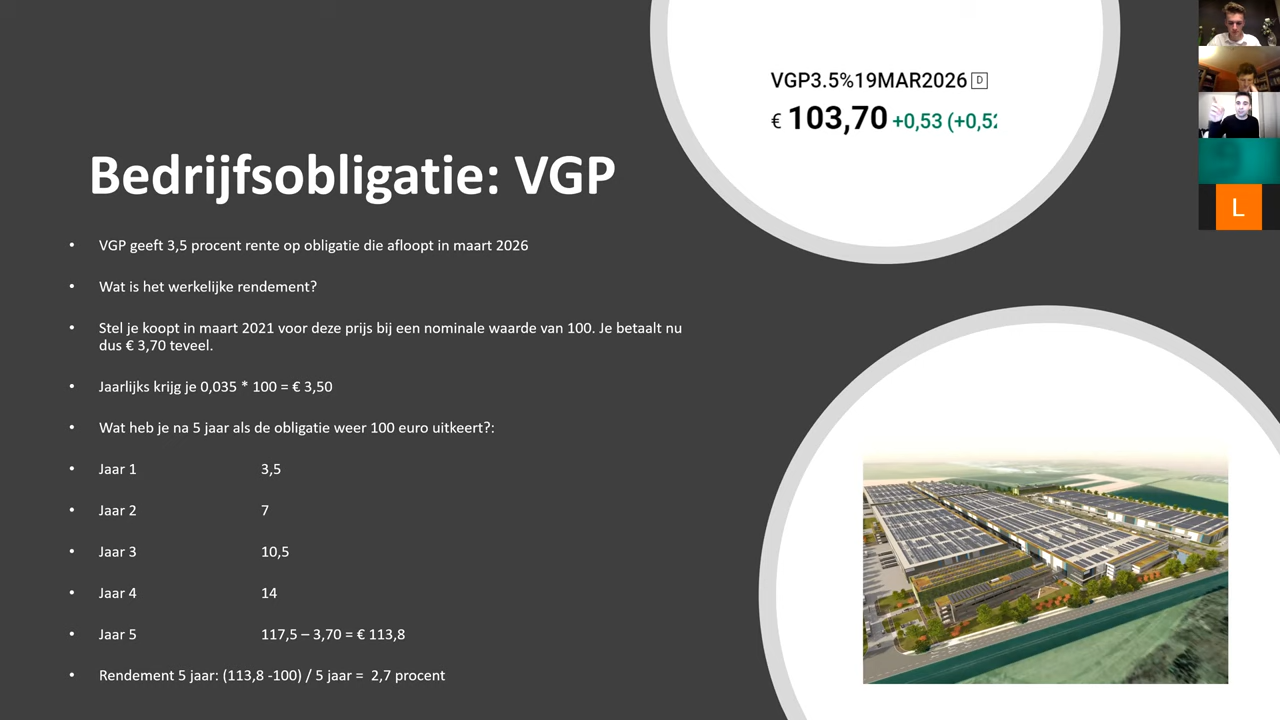 VGP3.5%19MAR2026 D
€ 103,70 +0,53 (+0,52
Bedrijfsobligatie: VGP
• VGP geeft 3,5 procent rente op obligatie die afloopt in maart 2026
• Wat is het werkelijke rendement?
• Stel je koopt in maart 2021 voor deze prijs bij een nominale waarde van 100. Je betaalt nu
dus € 3,70 teveel.
• Jaarlijks krijg je 0,035 * 100 = € 3,50
• Wat heb je na 5 jaar als de obligatie weer 100 euro uitkeert?:
• Jaar 1 3,5
• Jaar 2 7
• Jaar 3 10,5
• Jaar 4 14
• Jaar 5 117,5 – 3,70 = € 113,8
• Rendement 5 jaar: (113,8 -100) / 5 jaar = 2,7 procent
L